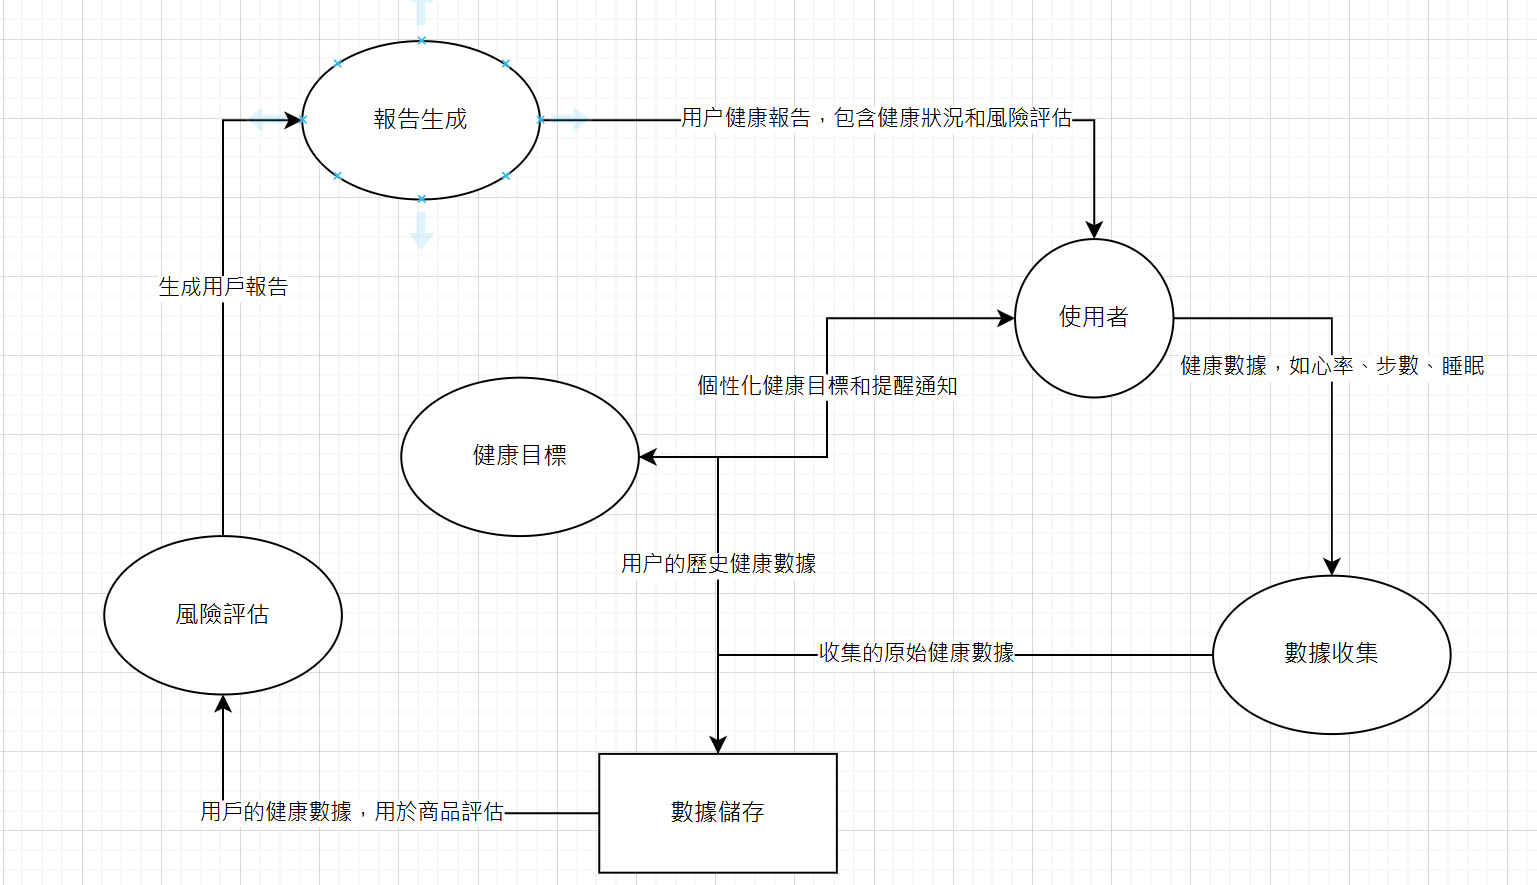 報告生成
用户健康報告，包含健康狀況和風險評估
生成用戶報告
使用者
健康數據，如心率、步數、睡眠
個性化健康目標和提醒通知
健康目標
用户的歷史健康數據
風險評估
收集的原始健康數據
數據收集
用戶的健康數據，用於商品評估
數據儲存